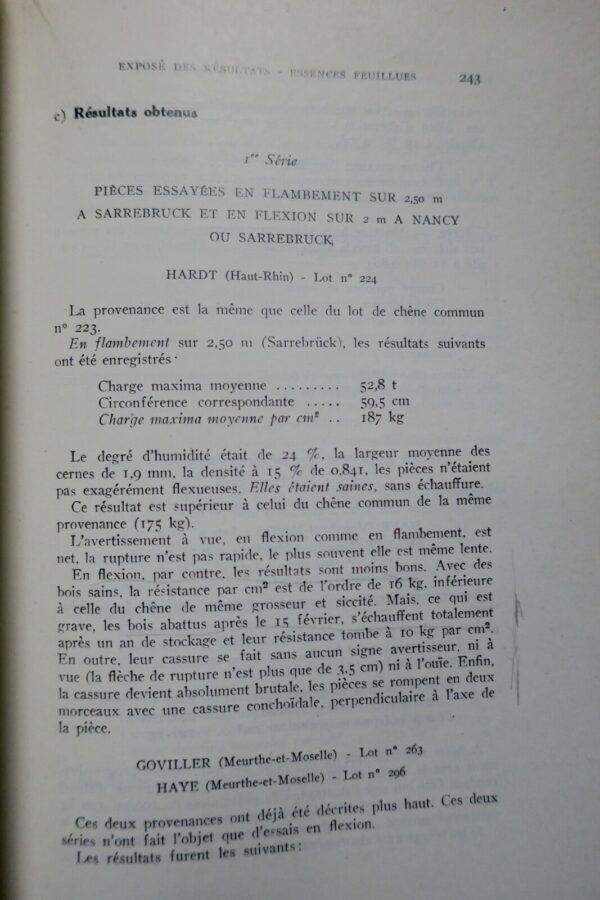 EXPOSÉ DES RÉSULTATS - ESSENCES FEUILLUES 243
c) Résultats obtenus
1re Série
PIÈCES ESSAYÉES EN FLAMBEMENT SUR 2,50 m
A SARREBRUCK ET EN FLEXION SUR 2 m A NANCY
OU SARREBRUCK,
HARDT (Haut-Rhin) - Lot n° 224
La provenance est la même que celle du lot de chêne commun
n° 223.
En flambement sur 2,50 m (Sarrebrück), les résultats suivants
ont été enregistrés ·
Charge maxima moyenne ......... 52,8 t
Circonférence correspondante ..... 59,5 cm
Charge maxima moyenne par cm² .. 187 kg
Le degré d'humidité était de 24 %, la largeur moyenne des
cernes de 1,9 mm, la densité à 15 % de 0,841, les pièces n'étaient
pas exagérément flexueuses. Elles étaient saines, sans échauffure.
Ce résultat est supérieur à celui du chêne commun de la même
provenance (175 kg).
L'avertissement à vue, en flexion comme en flambement, est
net, la rupture n'est pas rapide, le plus souvent elle est même lente.
En flexion, par contre, les résultats sont moins bons. Avec des
bois sains, la résistance par cm² est de l'ordre de 16 kg, inférieure
à celle du chêne de même grosseur et siccité. Mais, ce qui est
grave, les bois abattus après le 15 février, s'échauffent totalement
après un an de stockage et leur résistance tombe à 10 kg par cm².
En outre, leur cassure se fait sans aucun signe avertisseur, ni à
vue (la flèche de rupture n'est plus que de 3,5 cm) ni à l'ouïe. Enfin,
la cassure devient absolument brutale, les pièces se rompent en deux
morceaux avec une cassure conchoïdale, perpendiculaire à l'axe de
la pièce.
GOVILLER (Meurthe-et-Moselle) - Lot n° 263
HAYE (Meurthe-et-Moselle) - Lot n° 296
Ces deux provenances ont déjà été décrites plus haut. Ces deux
séries n'ont fait l'objet que d'essais en flexion.
Les résultats furent les suivants :